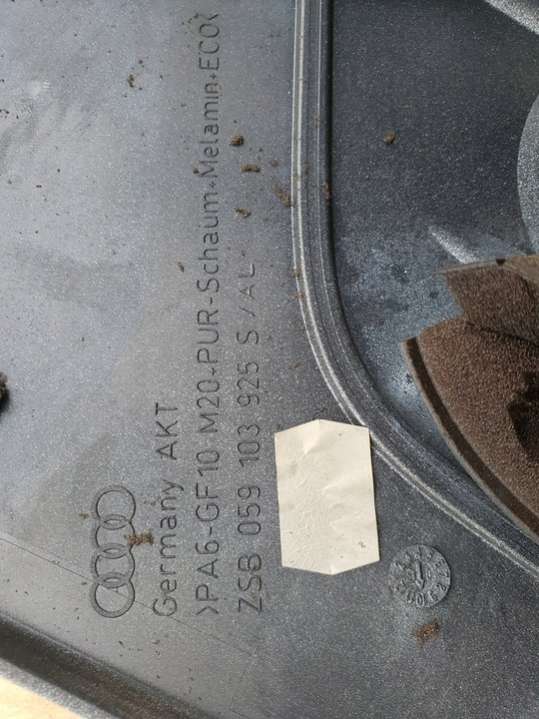 Germany AKT
>PA6-GF10 M20+PUR-Schaum+Melamin+ECO<
ZSB 059 103 925 S /AL